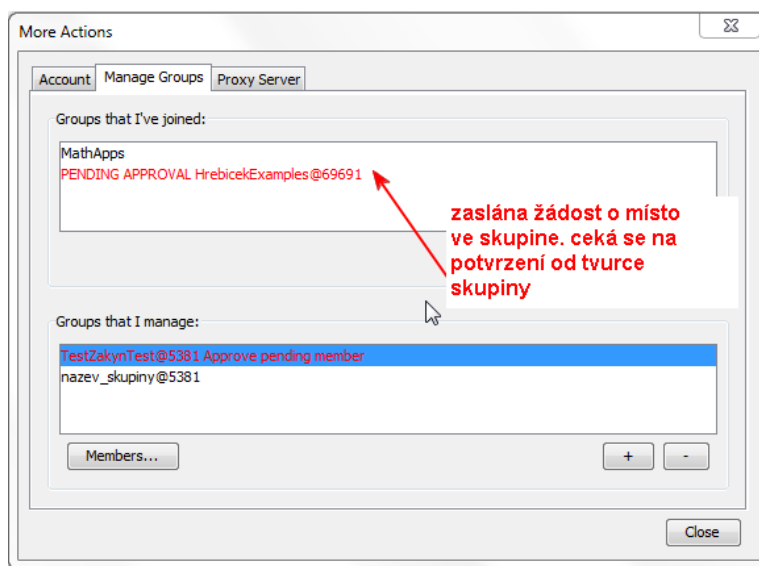 More Actions
Account
Manage Groups
Proxy Server
Groups that I've joined:
MathApps
PENDING APPROVAL HrebicekExamples@69691
zaslána žádost o místo
ve skupine. ceká se na
potvrzení od tvurce
skupiny
Groups that I manage:
TestZakynTest@5381 Approve pending member
nazev_skupiny@5381
Members...
+
-
Close